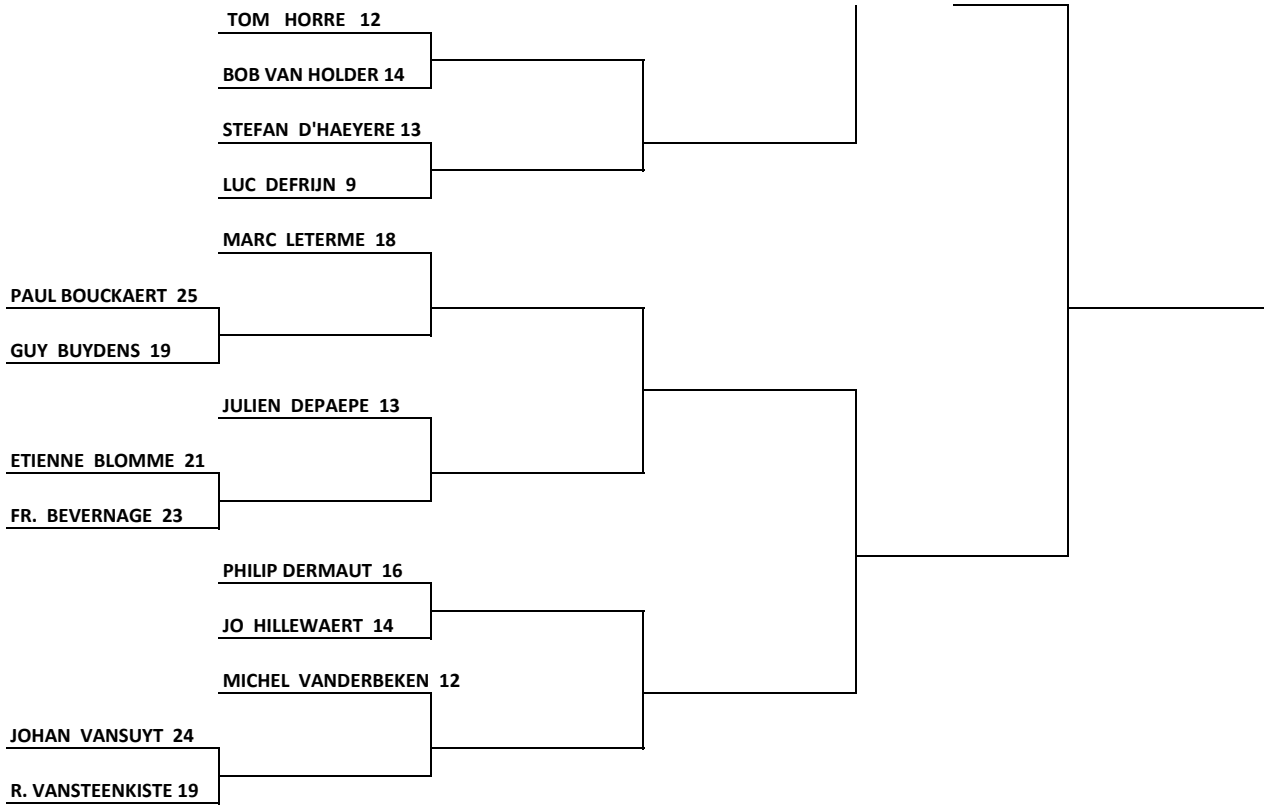 TOM HORRE 12
BOB VAN HOLDER 14
STEFAN D'HAEYERE 13
LUC DEFRIJN 9
MARC LETERME 18
PAUL BOUCKAERT 25
GUY BUYDENS 19
JULIEN DEPAEPE 13
ETIENNE BLOMME 21
FR. BEVERNAGE 23
PHILIP DERMAUT 16
JO HILLEWAERT 14
MICHEL VANDERBEKEN 12
JOHAN VANSUYT 24
R. VANSTEENKISTE 19